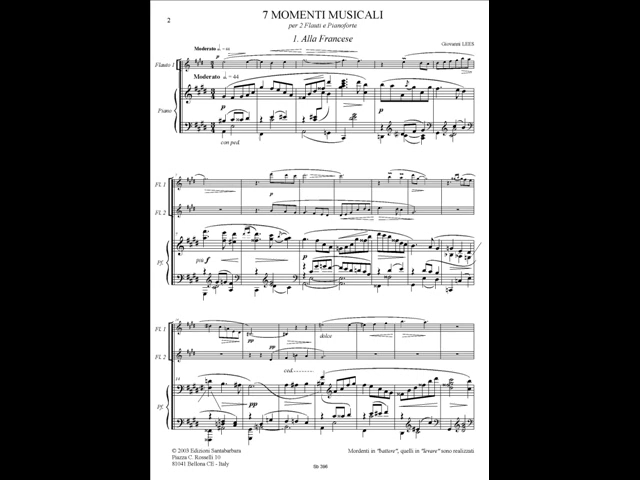 2
7 MOMENTI MUSICALI
per 2 Flauti e Pianoforte
1. Alla Francese
Giovanni LEES
Moderato = 44
Flauto 1
Moderato = 44
Piano
p
p
con ped.
Fl. 1
Fl. 2
p
Pf.
più f
p
Fl. 1
dolce
Fl. 2
ced.
Pf.
pp
pp
© 2003 Edizioni Santabarbara
Piazza C. Rosselli 10
81041 Bellona CE - Italy
Mordenti in "battere", quelli in "levare" sono realizzati